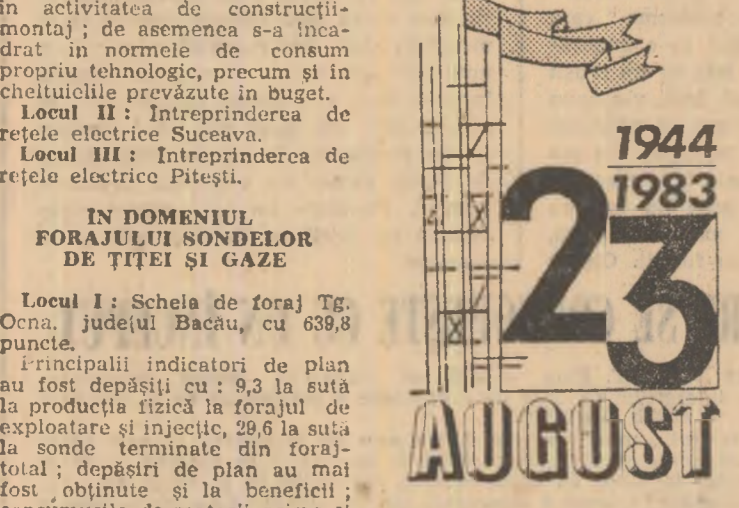 în activitatea de construcții-
montaj ; de asemenea s-a înca-
drat în normele de consum
propriu tehnologic, precum și în
cheltuielile prevăzute în buget.
Locul II : Întreprinderea de
rețele electrice Suceava.
Locul III : Întreprinderea de
rețele electrice Pitești.
ÎN DOMENIUL
FORAJULUI SONDELOR
DE ȚIȚEI ȘI GAZE
Locul I : Schela de foraj Tg.
Ocna, județul Bacău, cu 639,8
puncte.
Principalii indicatori de plan
au fost depășiți cu : 9,3 la sută
la producția fizică la forajul de
exploatare și injecție, 29,6 la sută
la sonde terminate din foraj-
total ; depășiri de plan au mai
fost obținute și la beneficii ;
1944
1983
23
AUGUST